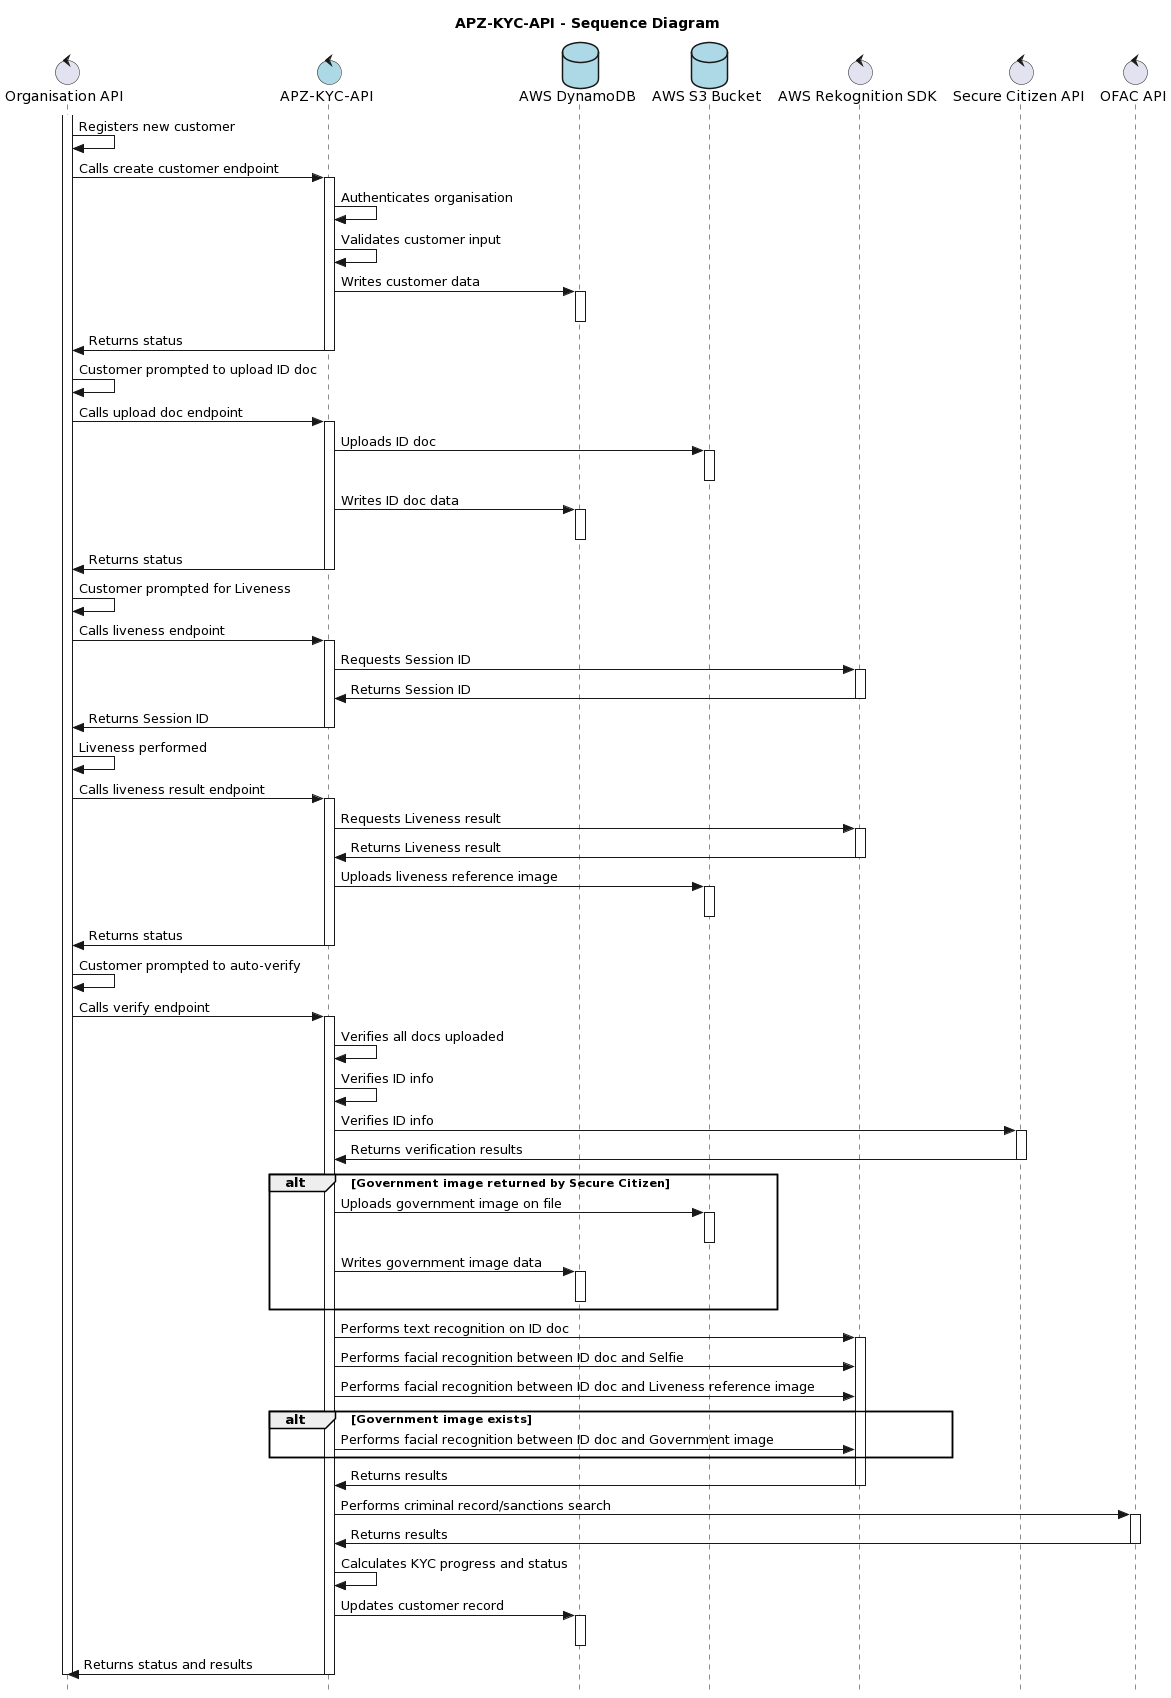 APZ-KYC-API - Sequence Diagram
Organisation API
APZ-KYC-API
AWS DynamoDB
AWS S3 Bucket
AWS Rekognition SDK
Secure Citizen API
OFAC API
Registers new customer
Calls create customer endpoint
Authenticates organisation
Validates customer input
Writes customer data
Returns status
Customer prompted to upload ID doc
Calls upload doc endpoint
Uploads ID doc
Writes ID doc data
Returns status
Customer prompted for Liveness
Calls liveness endpoint
Requests Session ID
Returns Session ID
Returns Session ID
Liveness performed
Calls liveness result endpoint
Requests Liveness result
Returns Liveness result
Uploads liveness reference image
Returns status
Customer prompted to auto-verify
Calls verify endpoint
Verifies all docs uploaded
Verifies ID info
Verifies ID info
Returns verification results
alt [Government image returned by Secure Citizen]
Uploads government image on file
Writes government image data
Performs text recognition on ID doc
Performs facial recognition between ID doc and Selfie
Performs facial recognition between ID doc and Liveness reference image
alt [Government image exists]
Performs facial recognition between ID doc and Government image
Returns results
Performs criminal record/sanctions search
Returns results
Calculates KYC progress and status
Updates customer record
Returns status and results